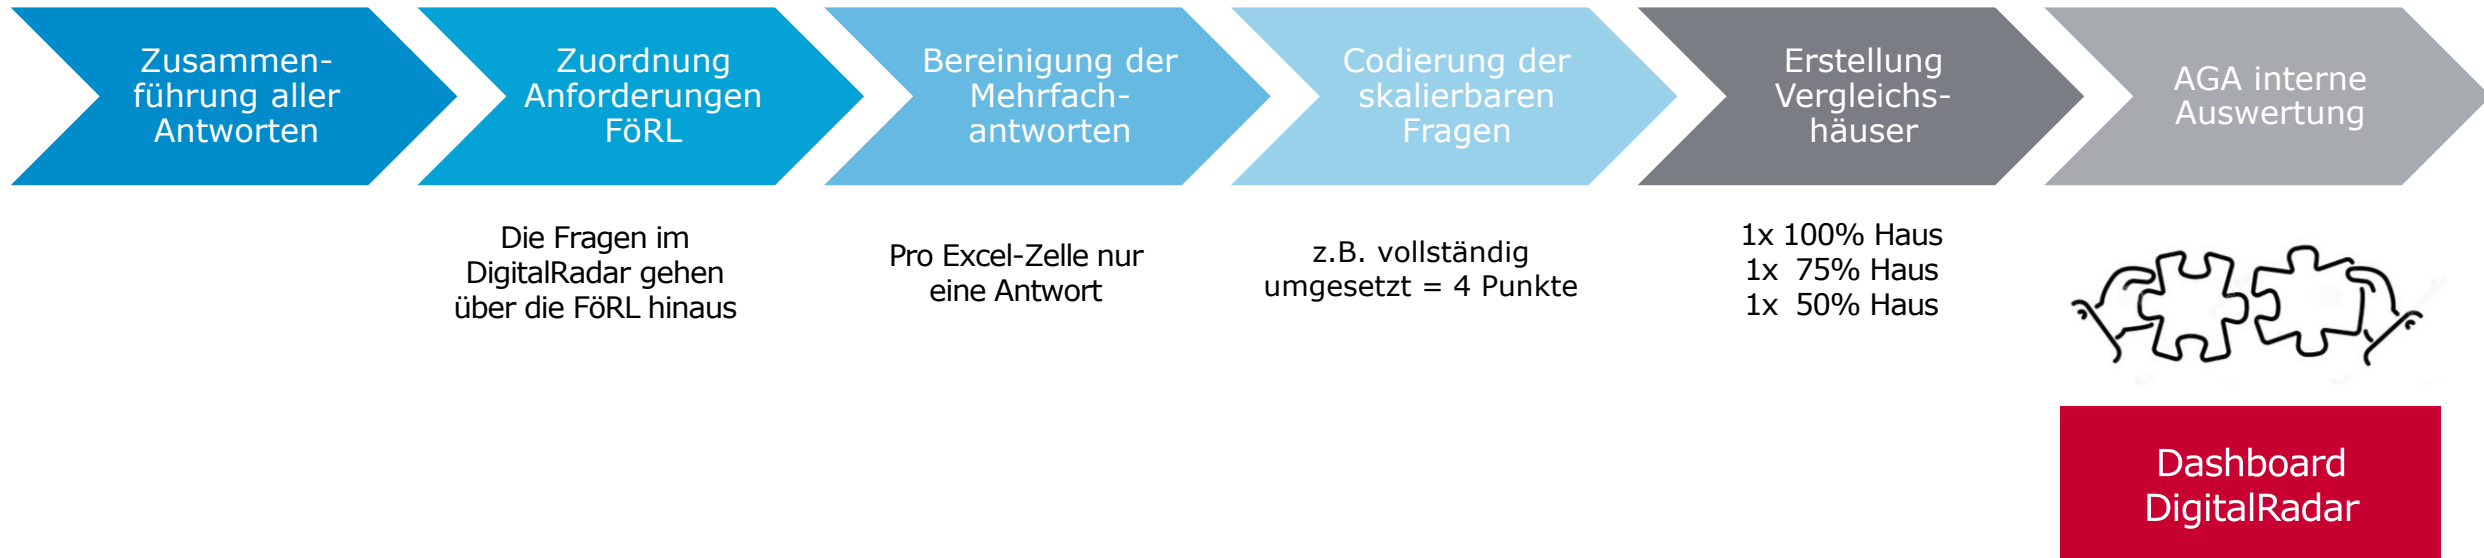 Zusammen-
führung aller
Antworten
Zuordnung
Anforderungen
FöRL
Bereinigung der
Mehrfach-
antworten
Codierung der
skalierbaren
Fragen
Erstellung
Vergleichs-
häuser
AGA interne
Auswertung
Die Fragen im
DigitalRadar gehen
über die FöRL hinaus
Pro Excel-Zelle nur
eine Antwort
z.B. vollständig
umgesetzt = 4 Punkte
1x 100% Haus
1x 75% Haus
1x 50% Haus
Dashboard
DigitalRadar